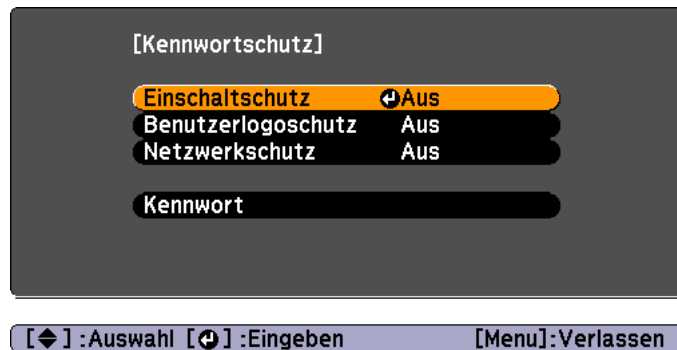 [Kennwortschutz]
Einschaltschutz Aus
Benutzerlogoschutz Aus
Netzwerkschutz Aus
Kennwort
[ ] :Auswahl [ ] :Eingeben [Menu]:Verlassen